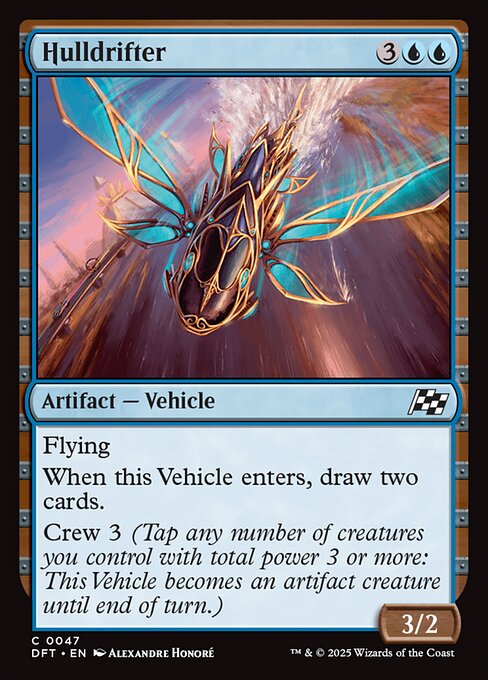 Hulldrifter 3
Artifact — Vehicle
Flying
When this Vehicle enters, draw two
cards.
Crew 3 (Tap any number of creatures
you control with total power 3 or more:
This Vehicle becomes an artifact creature
until end of turn.)
3/2
C 0047
DFT • EN Alexandre Honoré
™ & © 2025 Wizards of the Coast